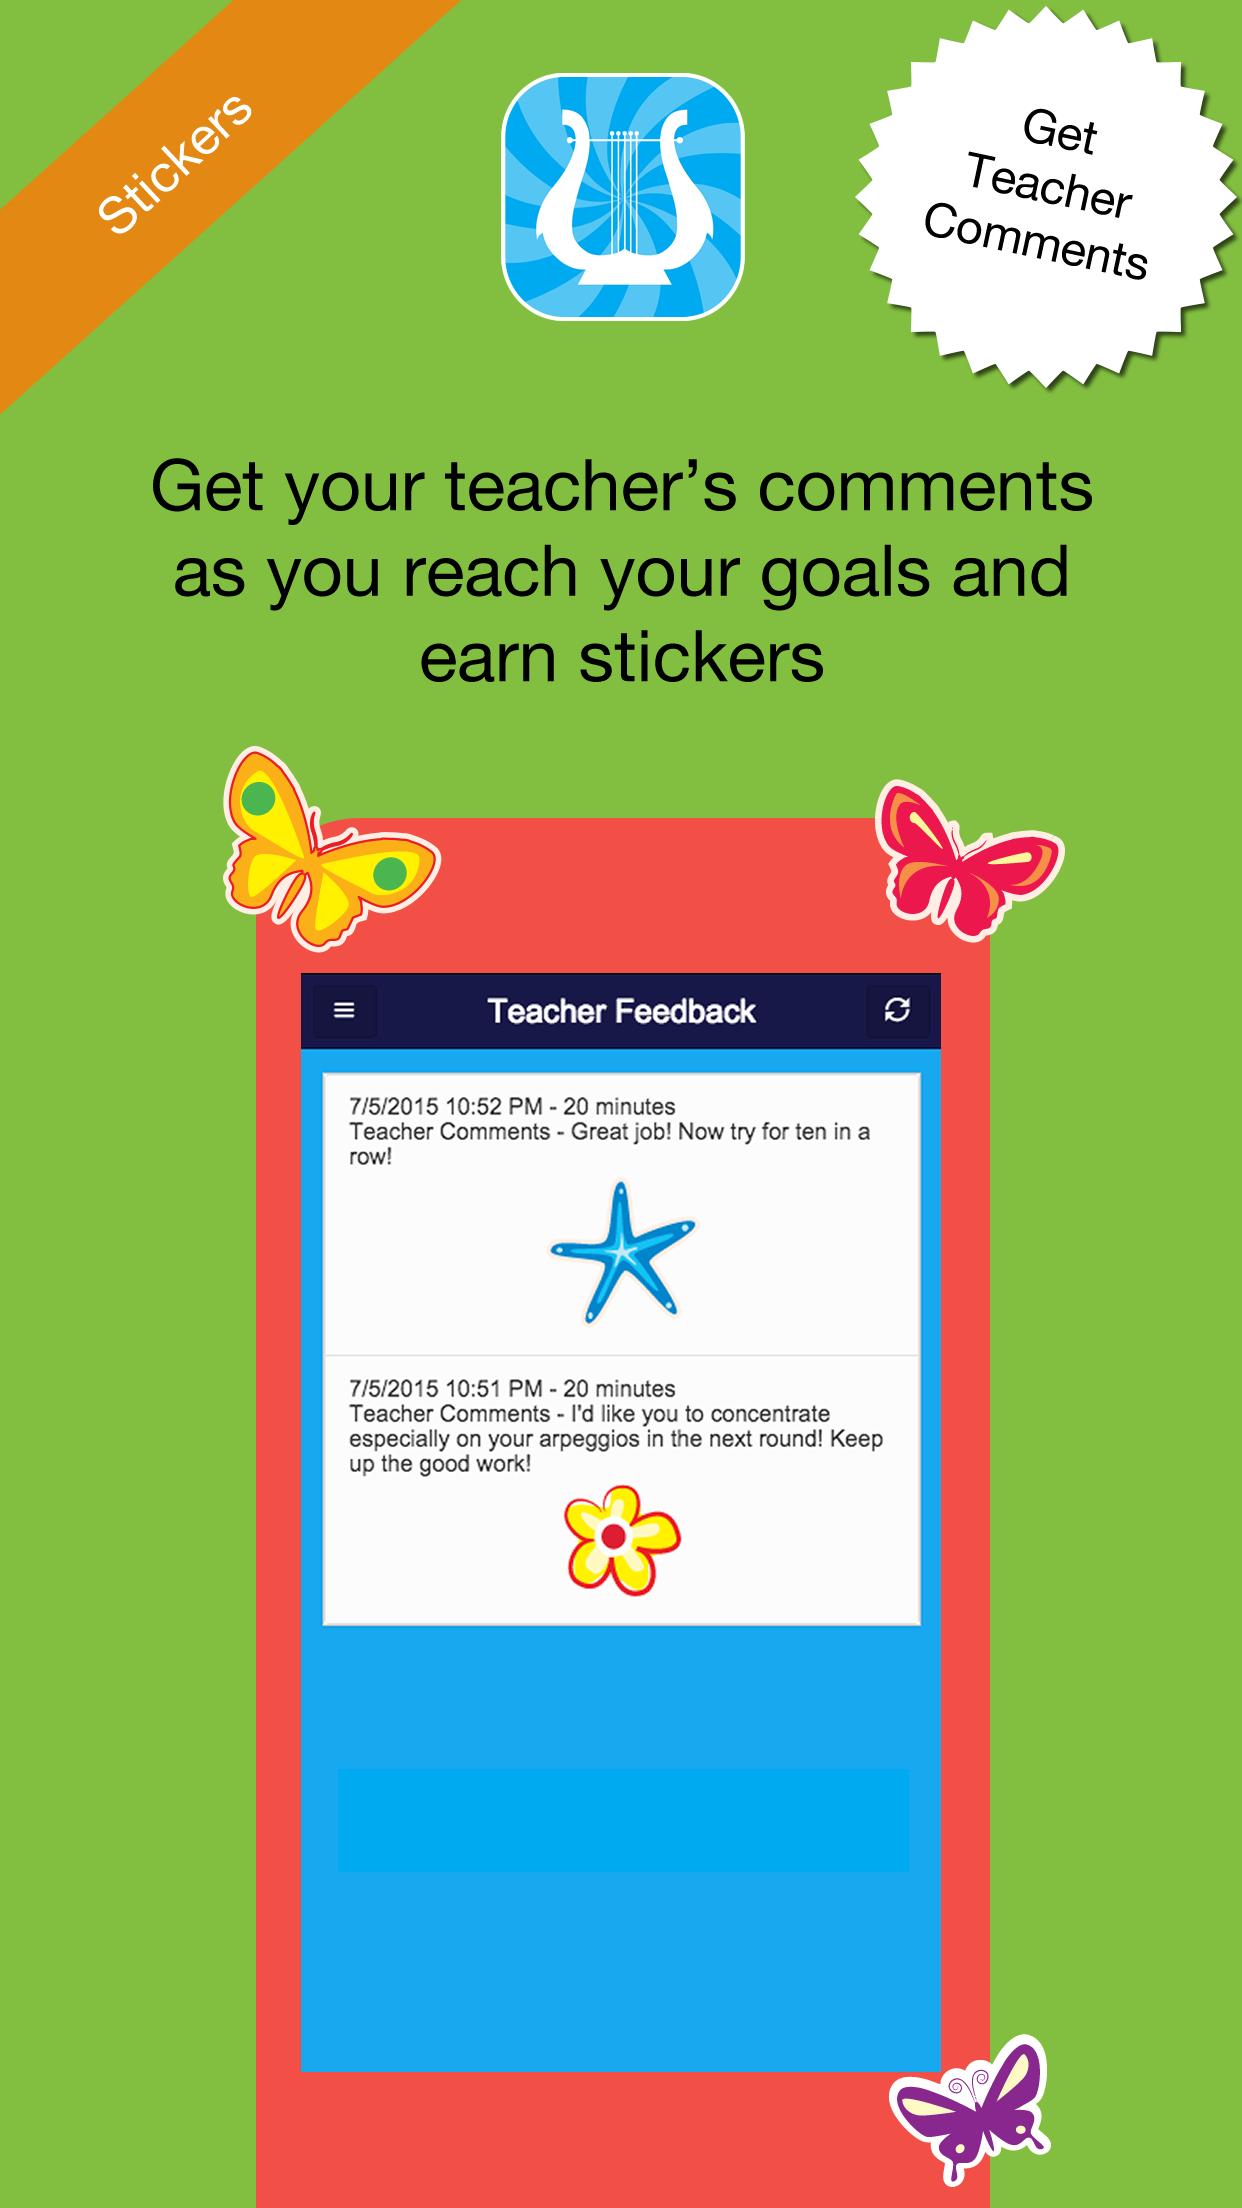 Stickers
Get
Teacher
Comments
Get your teacher’s comments
as you reach your goals and
earn stickers
Teacher Feedback
7/5/2015 10:52 PM - 20 minutes
Teacher Comments - Great job! Now try for ten in a
row!
7/5/2015 10:51 PM - 20 minutes
Teacher Comments - I'd like you to concentrate
especially on your arpeggios in the next round! Keep
up the good work!